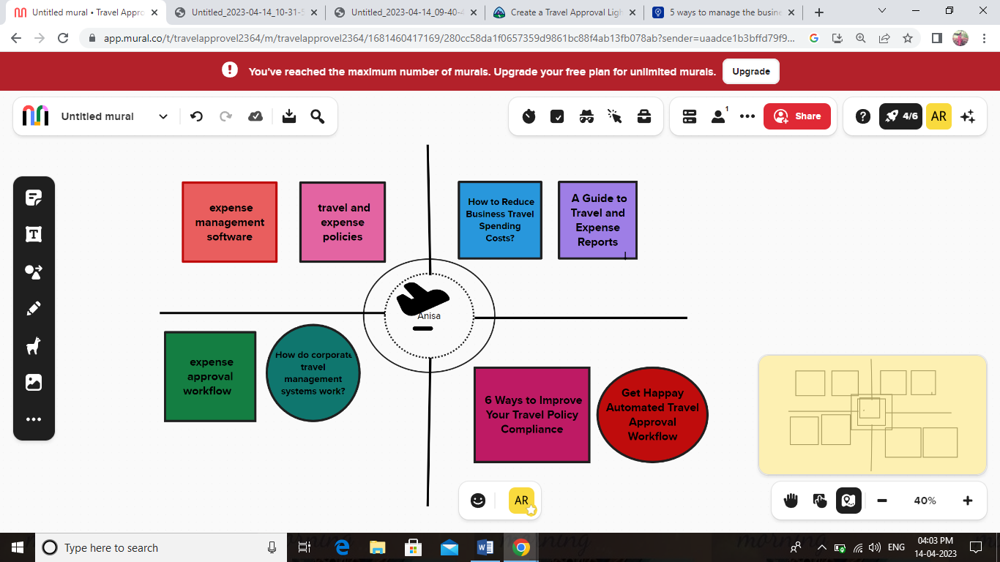 Untitled mural • Travel Appro
Untitled_2023-04-14_10-31-5
Untitled_2023-04-14_09-40-4
Create a Travel Approval Ligh
5 ways to manage the busine
app.mural.co/t/travelapprovel2364/m/travelapprovel2364/1681460417169/280cc58da1f0657359d9861bc88f4ab13fb078ab?sender=uaadce1b3bffd79f9...
You've reached the maximum number of murals. Upgrade your free plan for unlimited murals.
Upgrade
Untitled mural
1
Share
4/6
AR
expense
management
software
travel and
expense
policies
How to Reduce
Business Travel
Spending
Costs?
A Guide to
Travel and
Expense
Reports
Anisa
expense
approval
workflow
How do corporate
travel
management
systems work?
6 Ways to Improve
Your Travel Policy
Compliance
Get Happay
Automated Travel
Approval
Workflow
AR
40%
Type here to search
ENG
04:03 PM
14-04-2023
morning